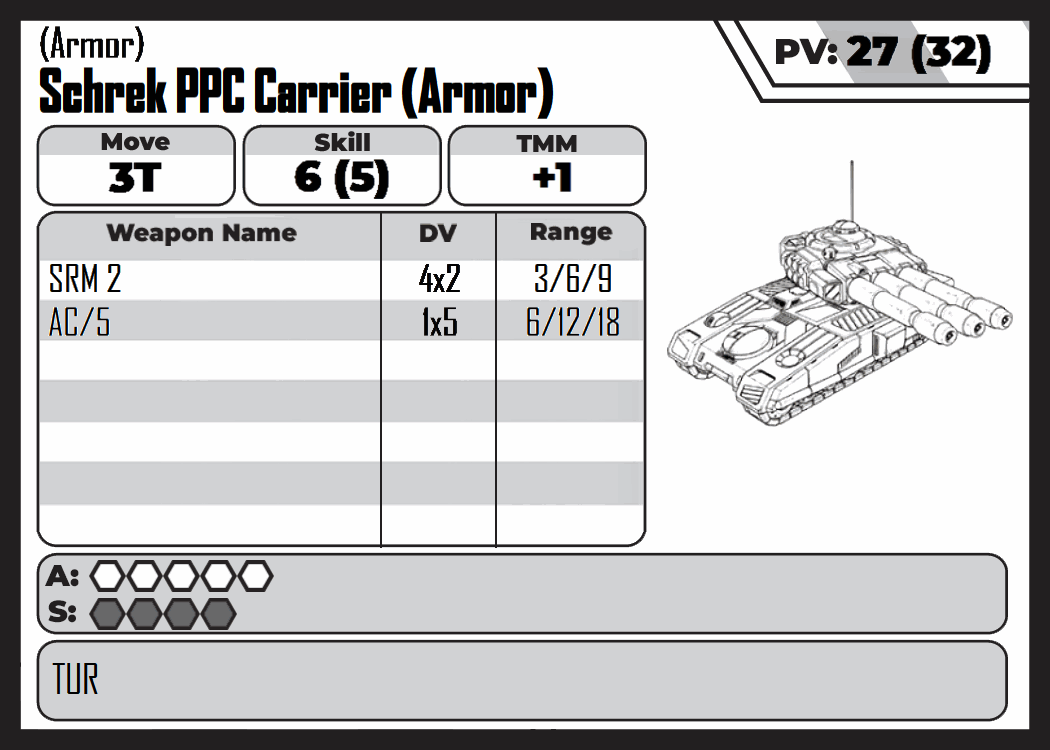 (Armor)
PV: 27 (32)
Schrek PPC Carrier (Armor)
Move Skill TMM
3T 6 (5) +1
Weapon Name DV Range
SRM 2 4x2 3/6/9
AC/5 1x5 6/12/18
A:
S:
TUR